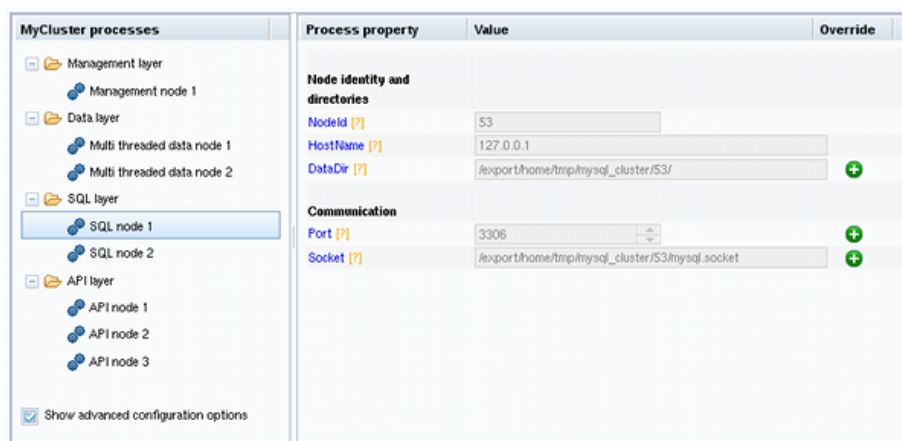 MyCluster processes
Management layer
Management node 1
Data layer
Multi threaded data node 1
Multi threaded data node 2
SQL layer
SQL node 1
SQL node 2
API layer
API node 1
API node 2
API node 3
Show advanced configuration options
Process property Value Override
Node identity and
directories
NodeId [?] 53
HostName [?] 127.0.0.1
DataDir [?] /export/home/tmp/mysql_cluster/53/
Communication
Port [?] 3306
Socket [?] /export/home/tmp/mysql_cluster/53/mysql.socket